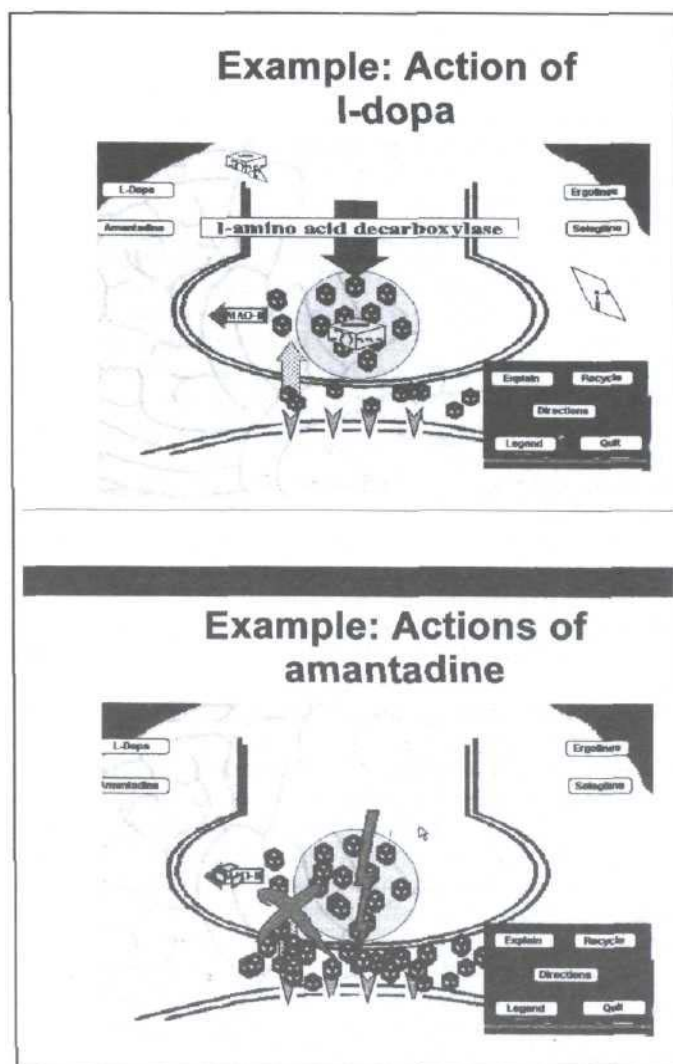 Example: Action of
l-dopa
L-Dopa
Ergolines
Amantadine
l-amino acid decarboxylase
Selegiline
MAO-B
Explain
Recycle
Directions
Legend
Quit
Example: Actions of
amantadine
L-Dopa
Ergolines
Amantadine
Selegiline
Explain
Recycle
Directions
Legend
Quit